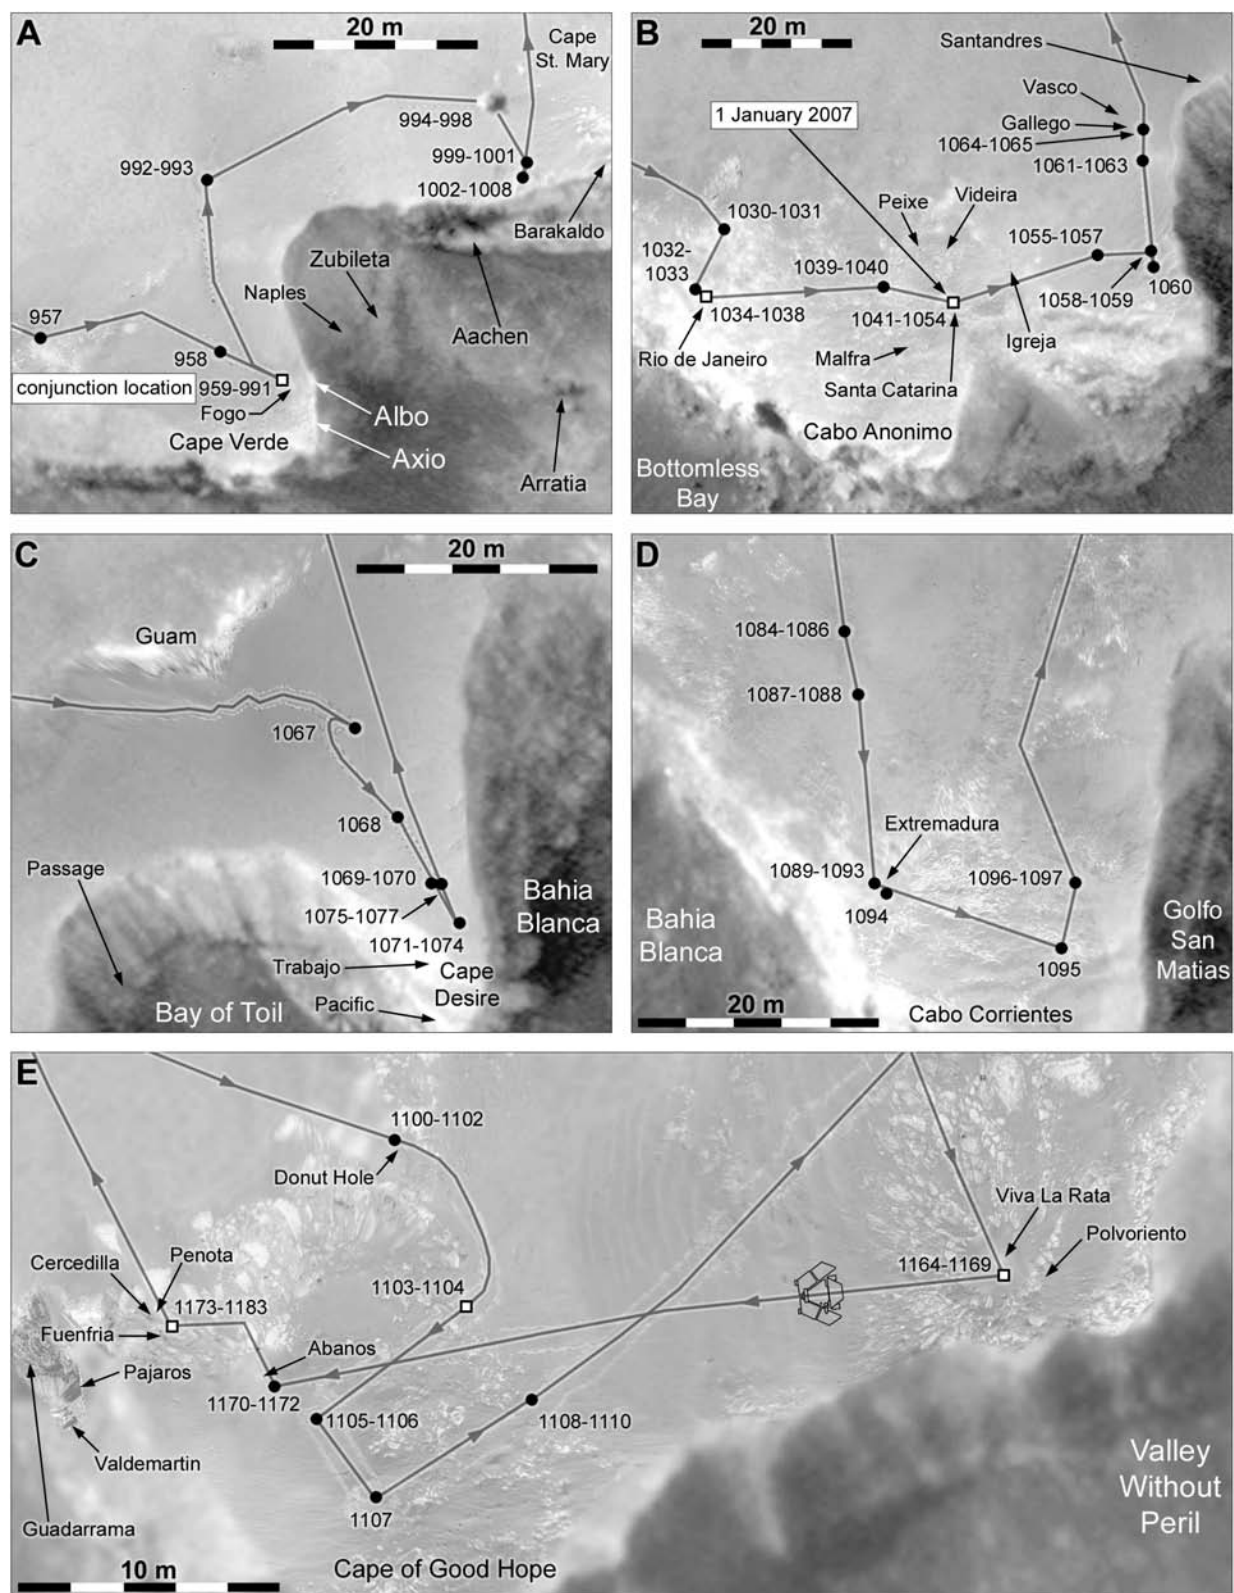 A
20 m
Cape
St. Mary
994-998
999-1001
992-993
1002-1008
Barakaldo
Zubileta
Naples
957
Aachen
958
conjunction location
959-991
Fogo
Albo
Cape Verde
Axio
Arratia
B
20 m
Santandres
Vasco
1 January 2007
Gallego
1064-1065
1061-1063
Peixe
Videira
1030-1031
1032-
1033
1039-1040
1055-1057
1058-1059
1060
1034-1038
1041-1054
Rio de Janeiro
Malfra
Igreja
Santa Catarina
Cabo Anonimo
Bottomless
Bay
C
20 m
Guam
1067
1068
Passage
1069-1070
1075-1077
1071-1074
Bahia
Blanca
Trabajo
Cape
Desire
Pacific
Bay of Toil
D
1084-1086
1087-1088
Extremadura
1089-1093
1094
1096-1097
Bahia
Blanca
Golfo
San
Matias
1095
20 m
Cabo Corrientes
E
1100-1102
Donut Hole
Viva La Rata
Polvoriento
1164-1169
Cercedilla
Penota
1103-1104
1173-1183
Fuenfria
Abanos
Pajaros
1170-1172
1105-1106
1108-1110
Valdemartin
1107
Guadarrama
Valley
Without
Peril
10 m
Cape of Good Hope